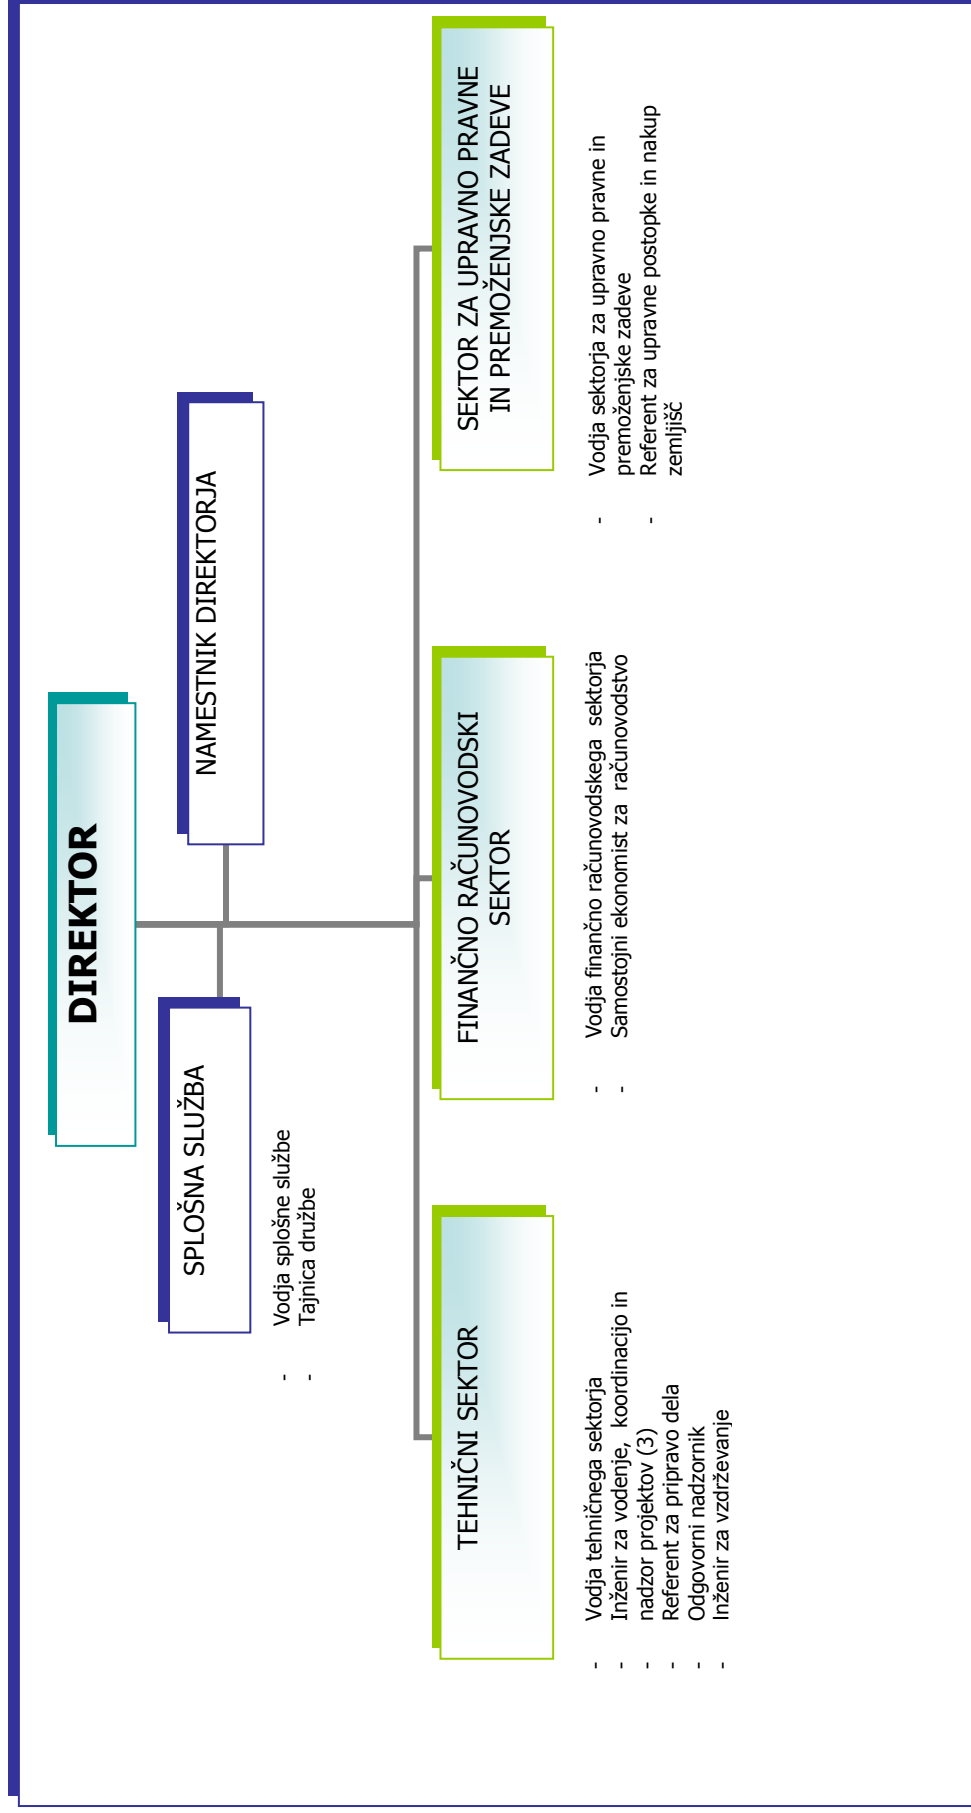 DIREKTOR
SPLOŠNA SLUŽBA
- Vodja splošne službe
- Tajnica družbe
NAMESTNIK DIREKTORJA
TEHNIČNI SEKTOR
- Vodja tehničnega sektorja
- Inženir za vodenje, koordinacijo in
- nadzor projektov (3)
- Referent za pripravo dela
- Odgovorni nadzornik
- Inženir za vzdrževanje
FINANČNO RAČUNOVODSKI
SEKTOR
- Vodja finančno računovodskega sektorja
- Samostojni ekonomist za računovodstvo
SEKTOR ZA UPRAVNO PRAVNE
IN PREMOŽENJSKE ZADEVE
- Vodja sektorja za upravno pravne in
premoženjske zadeve
- Referent za upravne postopke in nakup
zemljišč